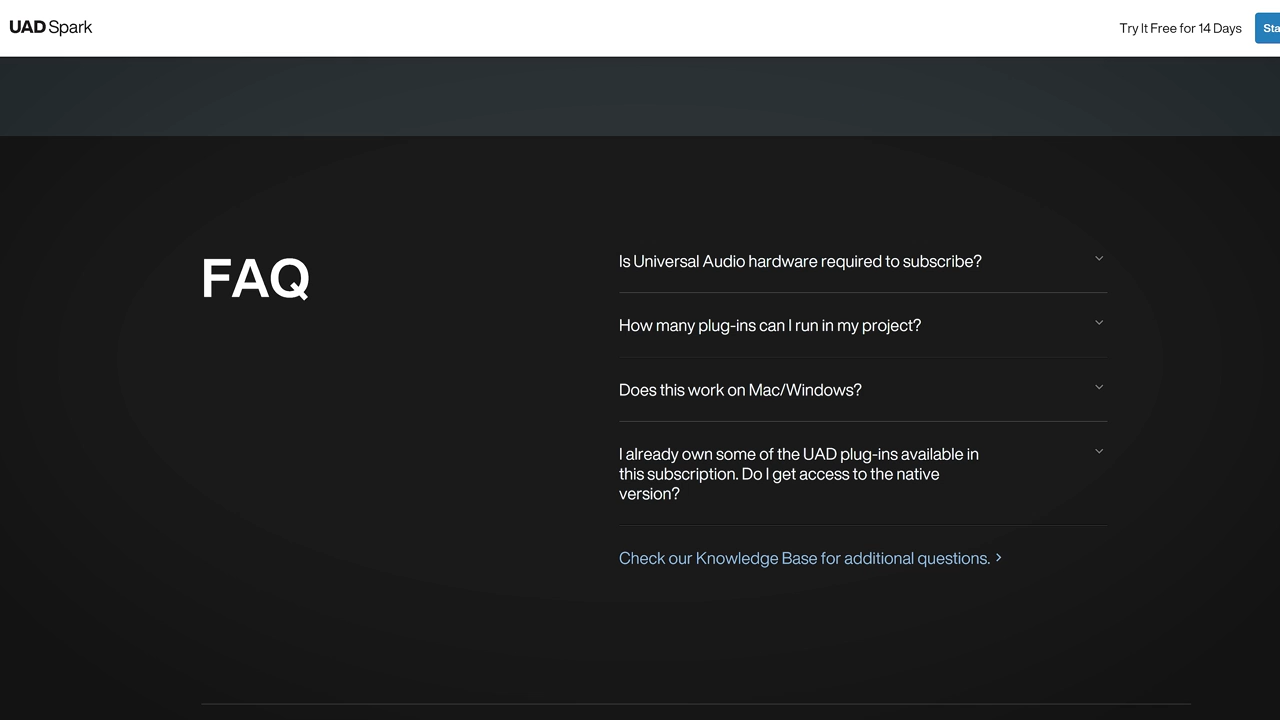 UAD Spark
Try It Free for 14 Days
Sta
FAQ
Is Universal Audio hardware required to subscribe?
How many plug-ins can I run in my project?
Does this work on Mac/Windows?
I already own some of the UAD plug-ins available in
this subscription. Do I get access to the native
version?
Check our Knowledge Base for additional questions.